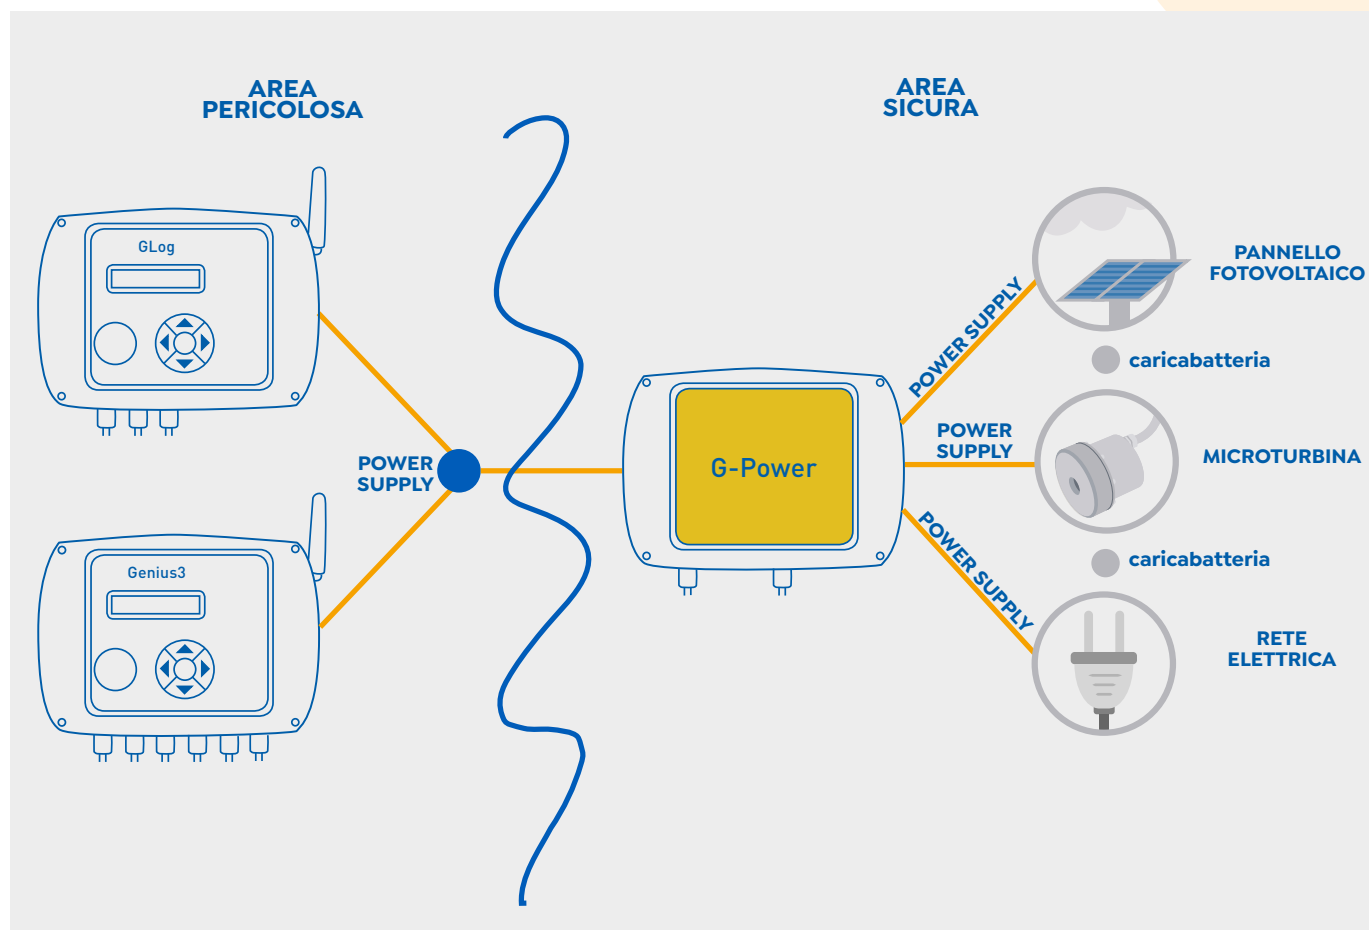 AREA
PERICOLOSA
AREA
SICURA
GLog
POWER
SUPPLY
Genius3
G-Power
POWER SUPPLY
POWER
SUPPLY
POWER SUPPLY
PANNELLO
FOTOVOLTAICO
caricabatteria
MICROTURBINA
caricabatteria
RETE
ELETTRICA